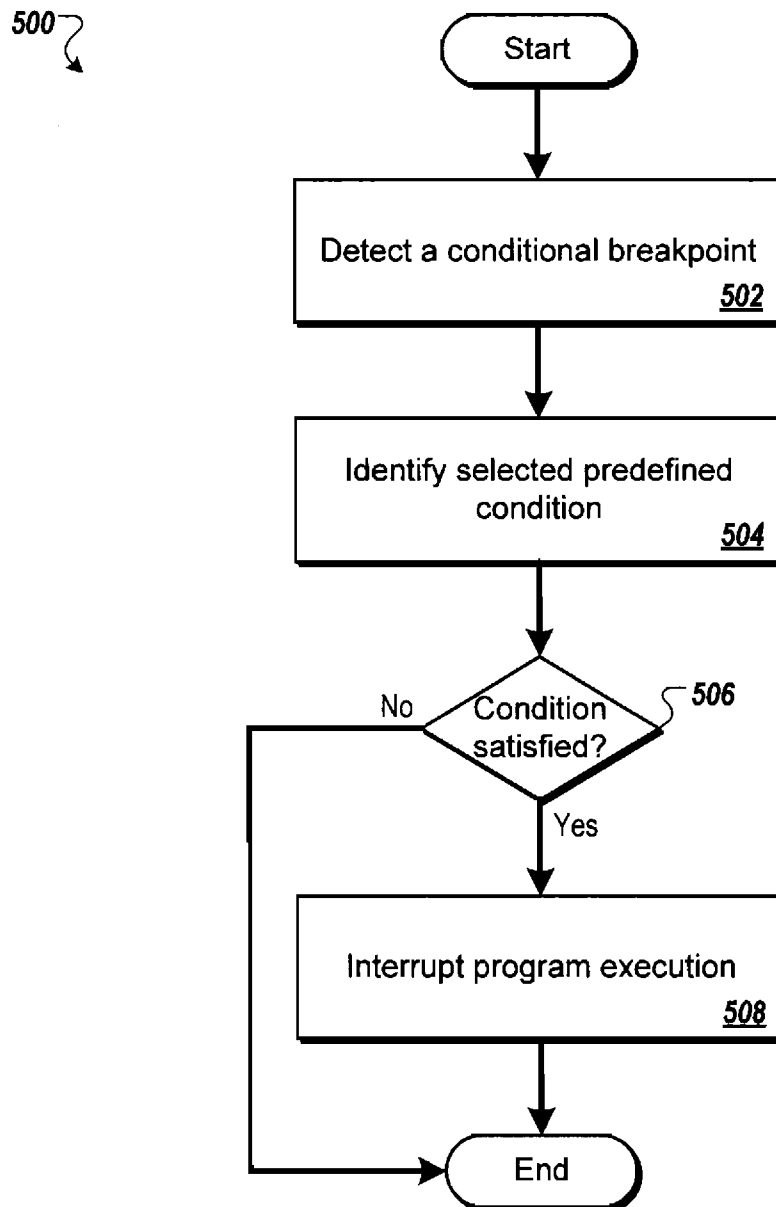 500
Start
Detect a conditional breakpoint
502
Identify selected predefined
condition
504
506
No
Condition
satisfied?
Yes
Interrupt program execution
508
End